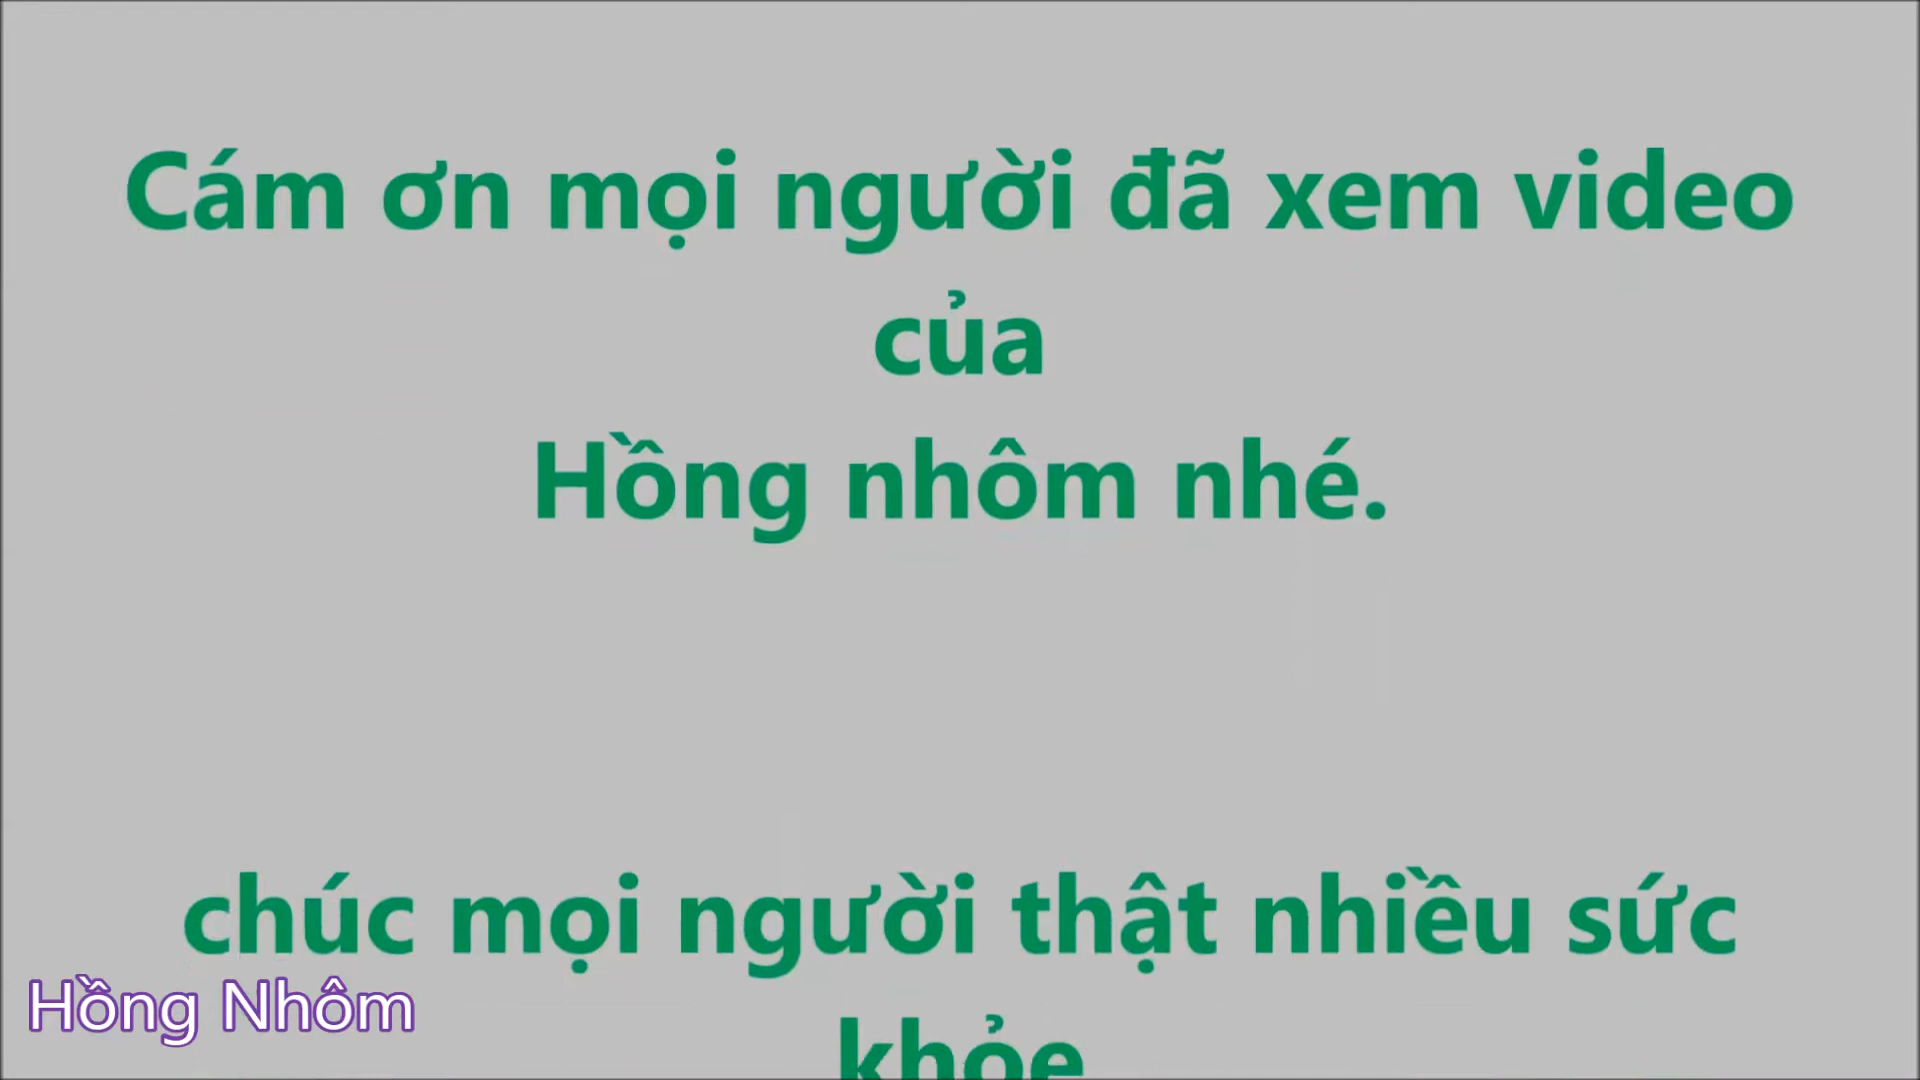 Cám ơn mọi người đã xem video
của
Hồng nhôm nhé.
chúc mọi người thật nhiều sức
khỏe
Hồng Nhôm